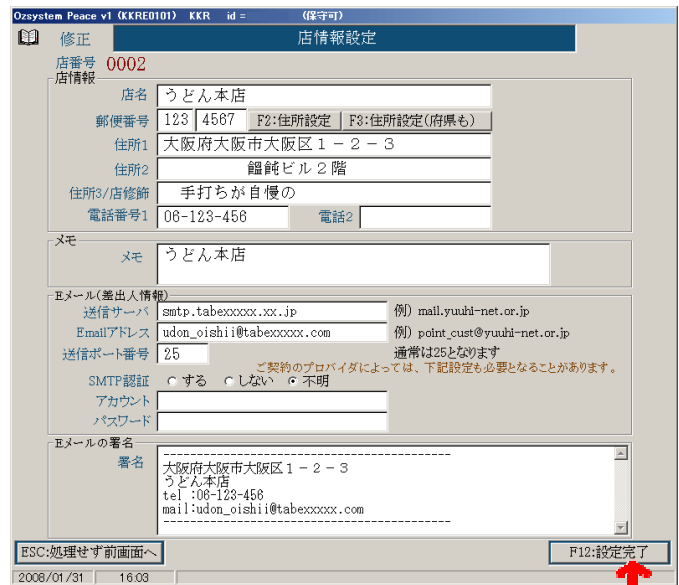 Ozsystem Peace v1 (KKRE0101) KKR id = (保守可)
修正 店情報設定
店番号 0002
店情報
店名 うどん本店
郵便番号 123 4567 F2:住所設定 F3:住所設定(府県も)
住所1 大阪府大阪市大阪区1-2-3
住所2 饂飩ビル2階
住所3/店修飾 手打ちが自慢の
電話番号1 06-123-456 電話2
メモ
メモ うどん本店
Eメール(差出人情報)
送信サーバ smtp.tabexxxxx.xx.jp 例) mail.yuuhi-net.or.jp
Emailアドレス udon_oishii@tabexxxxx.com 例) point_cust@yuuhi-net.or.jp
送信ポート番号 25 通常は25となります
ご契約のプロバイダによっては、下記設定も必要となることがあります。
SMTP認証 する しない 不明
アカウント
パスワード
Eメールの署名
署名 --------------------------------------------
大阪府大阪市大阪区1-2-3
うどん本店
tel :06-123-456
mail:udon_oishii@tabexxxxx.com
--------------------------------------------
ESC:処理せず前画面へ F12:設定完了
2008/01/31 16:03